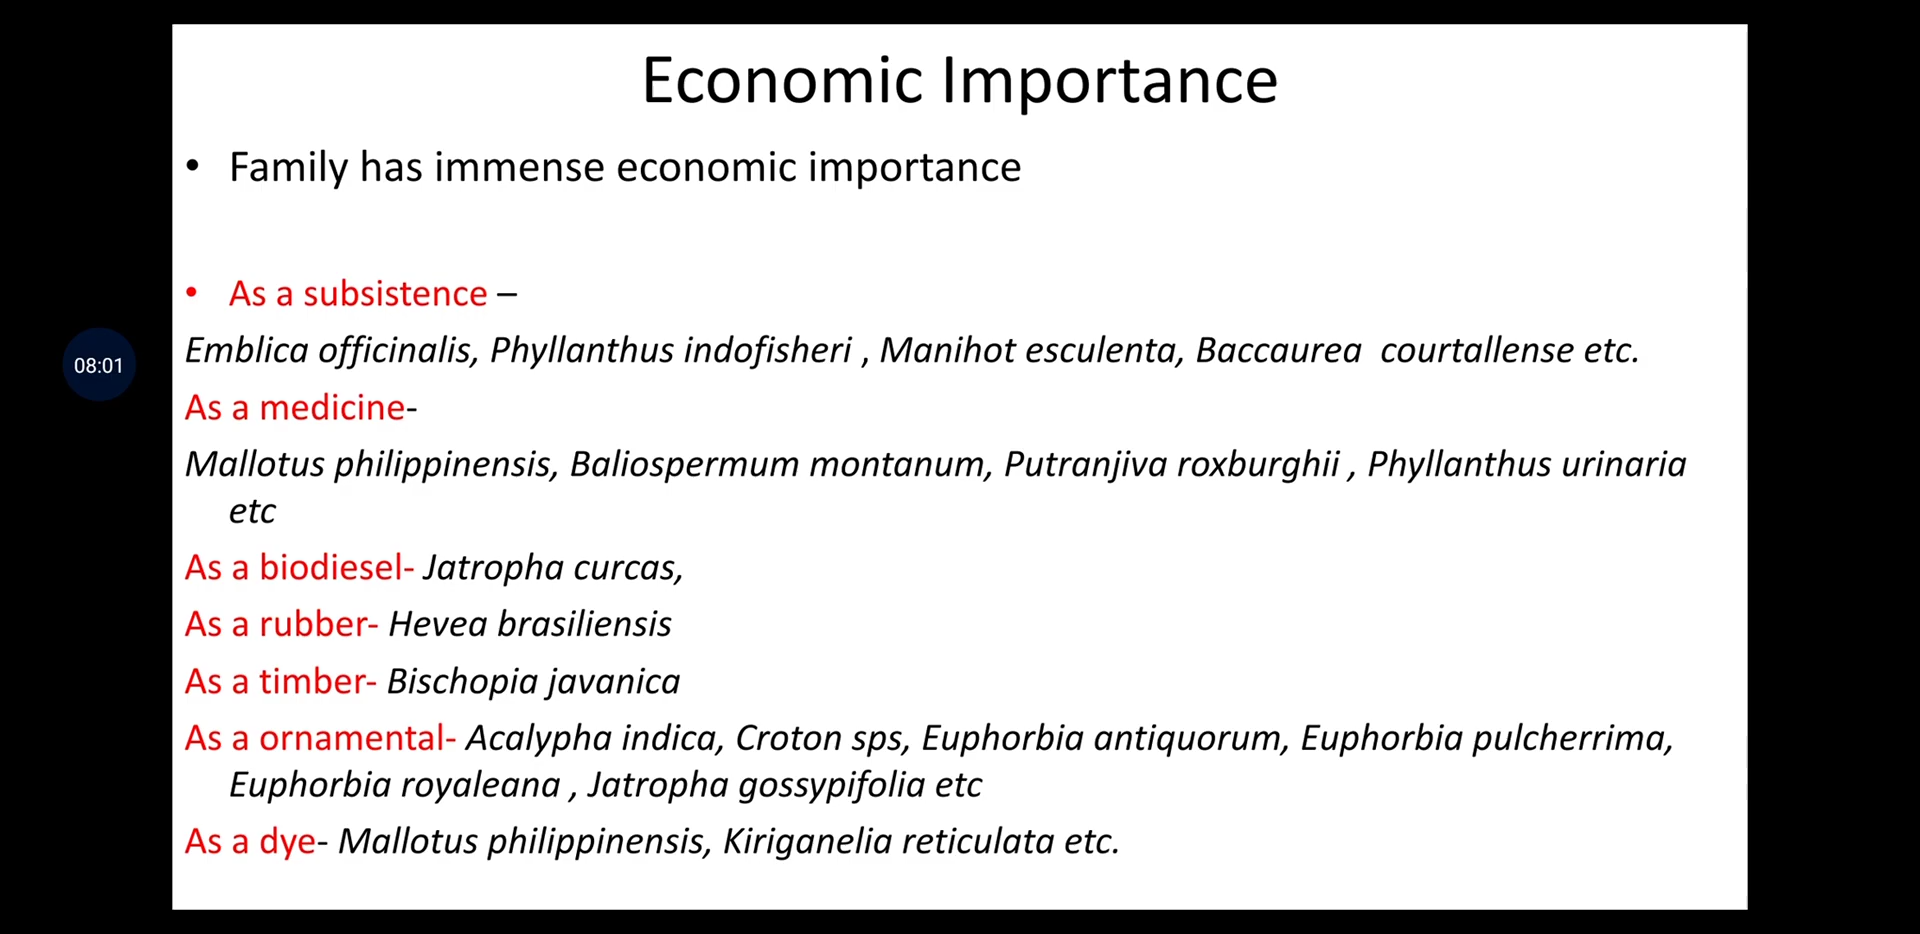 Economic Importance
• Family has immense economic importance
• As a subsistence –
Emblica officinalis, Phyllanthus indofisheri , Manihot esculenta, Baccaurea courtallense etc.
08:01
As a medicine-
Mallotus philippinensis, Baliospermum montanum, Putranjiva roxburghii , Phyllanthus urinaria
etc
As a biodiesel- Jatropha curcas,
As a rubber- Hevea brasiliensis
As a timber- Bischopia javanica
As a ornamental- Acalypha indica, Croton sps, Euphorbia antiquorum, Euphorbia pulcherrima,
Euphorbia royaleana , Jatropha gossypifolia etc
As a dye- Mallotus philippinensis, Kiriganelia reticulata etc.